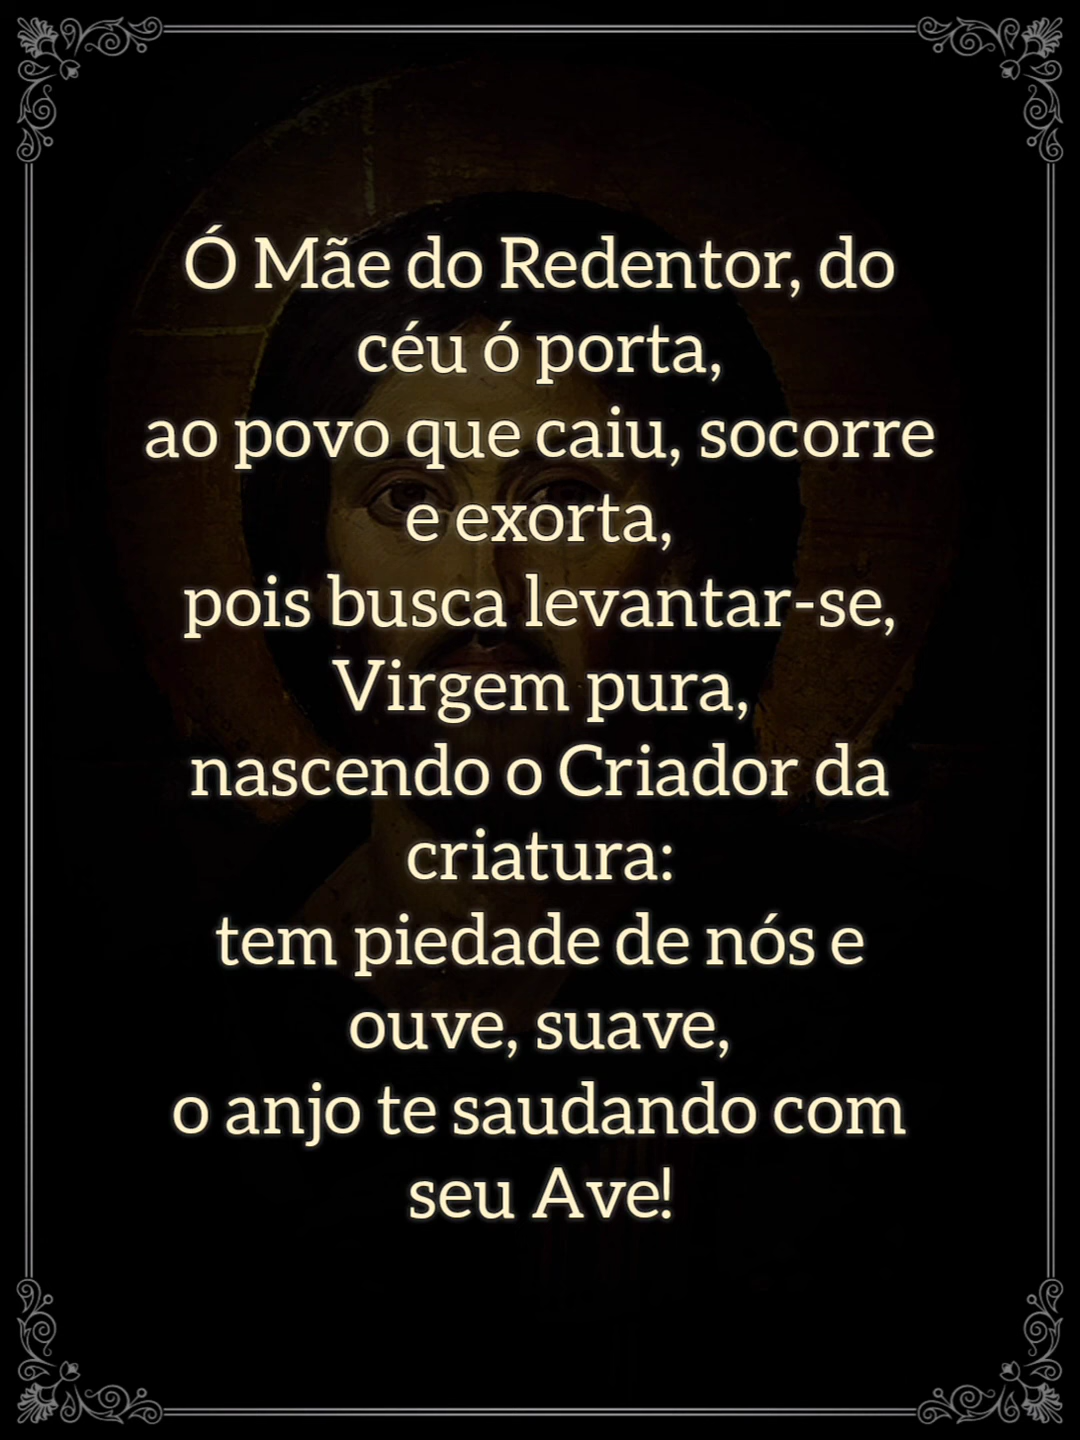 Ó Mãe do Redentor, do
céu ó porta,
ao povo que caiu, socorre
e exorta,
pois busca levantar-se,
Virgem pura,
nascendo o Criador da
criatura:
tem piedade de nós e
ouve, suave,
o anjo te saudando com
seu Ave!